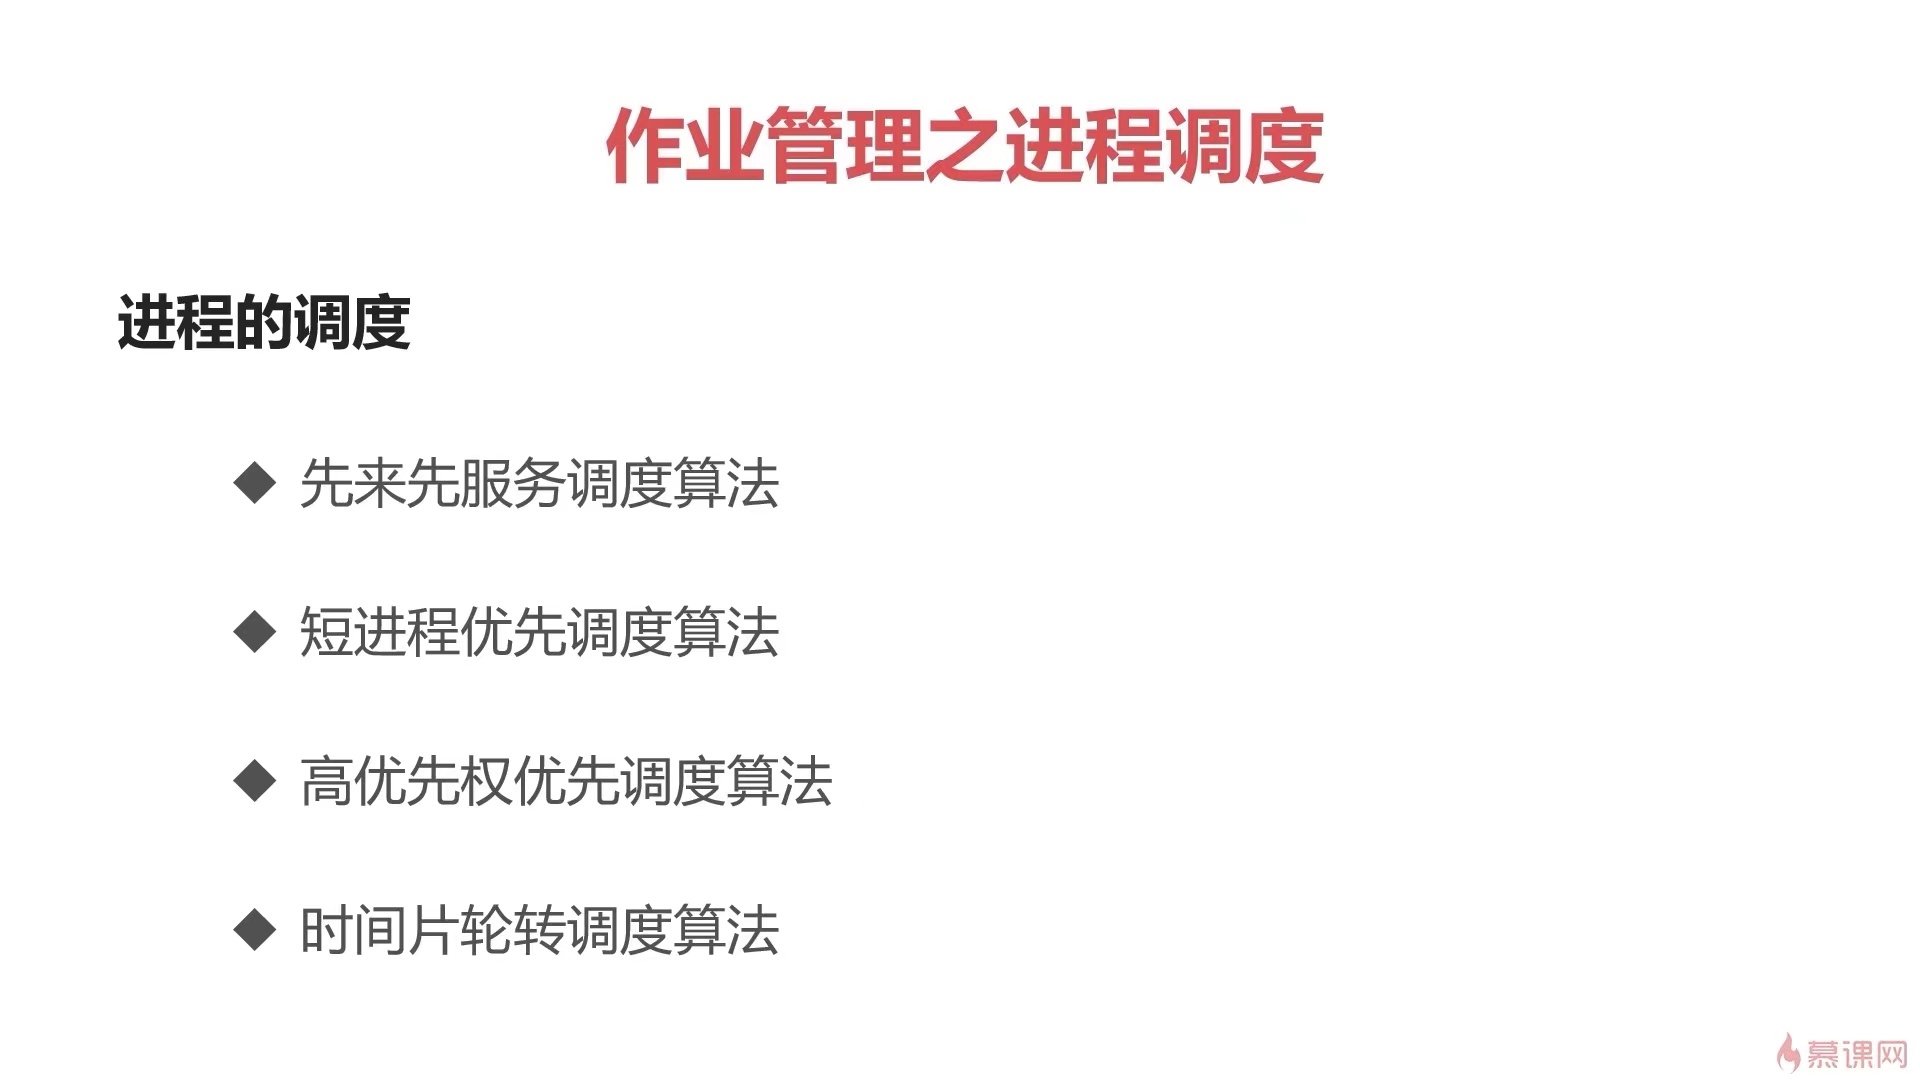 作业管理之进程调度
进程的调度
◆ 先来先服务调度算法
◆ 短进程优先调度算法
◆ 高优先权优先调度算法
◆ 时间片轮转调度算法
慕课网